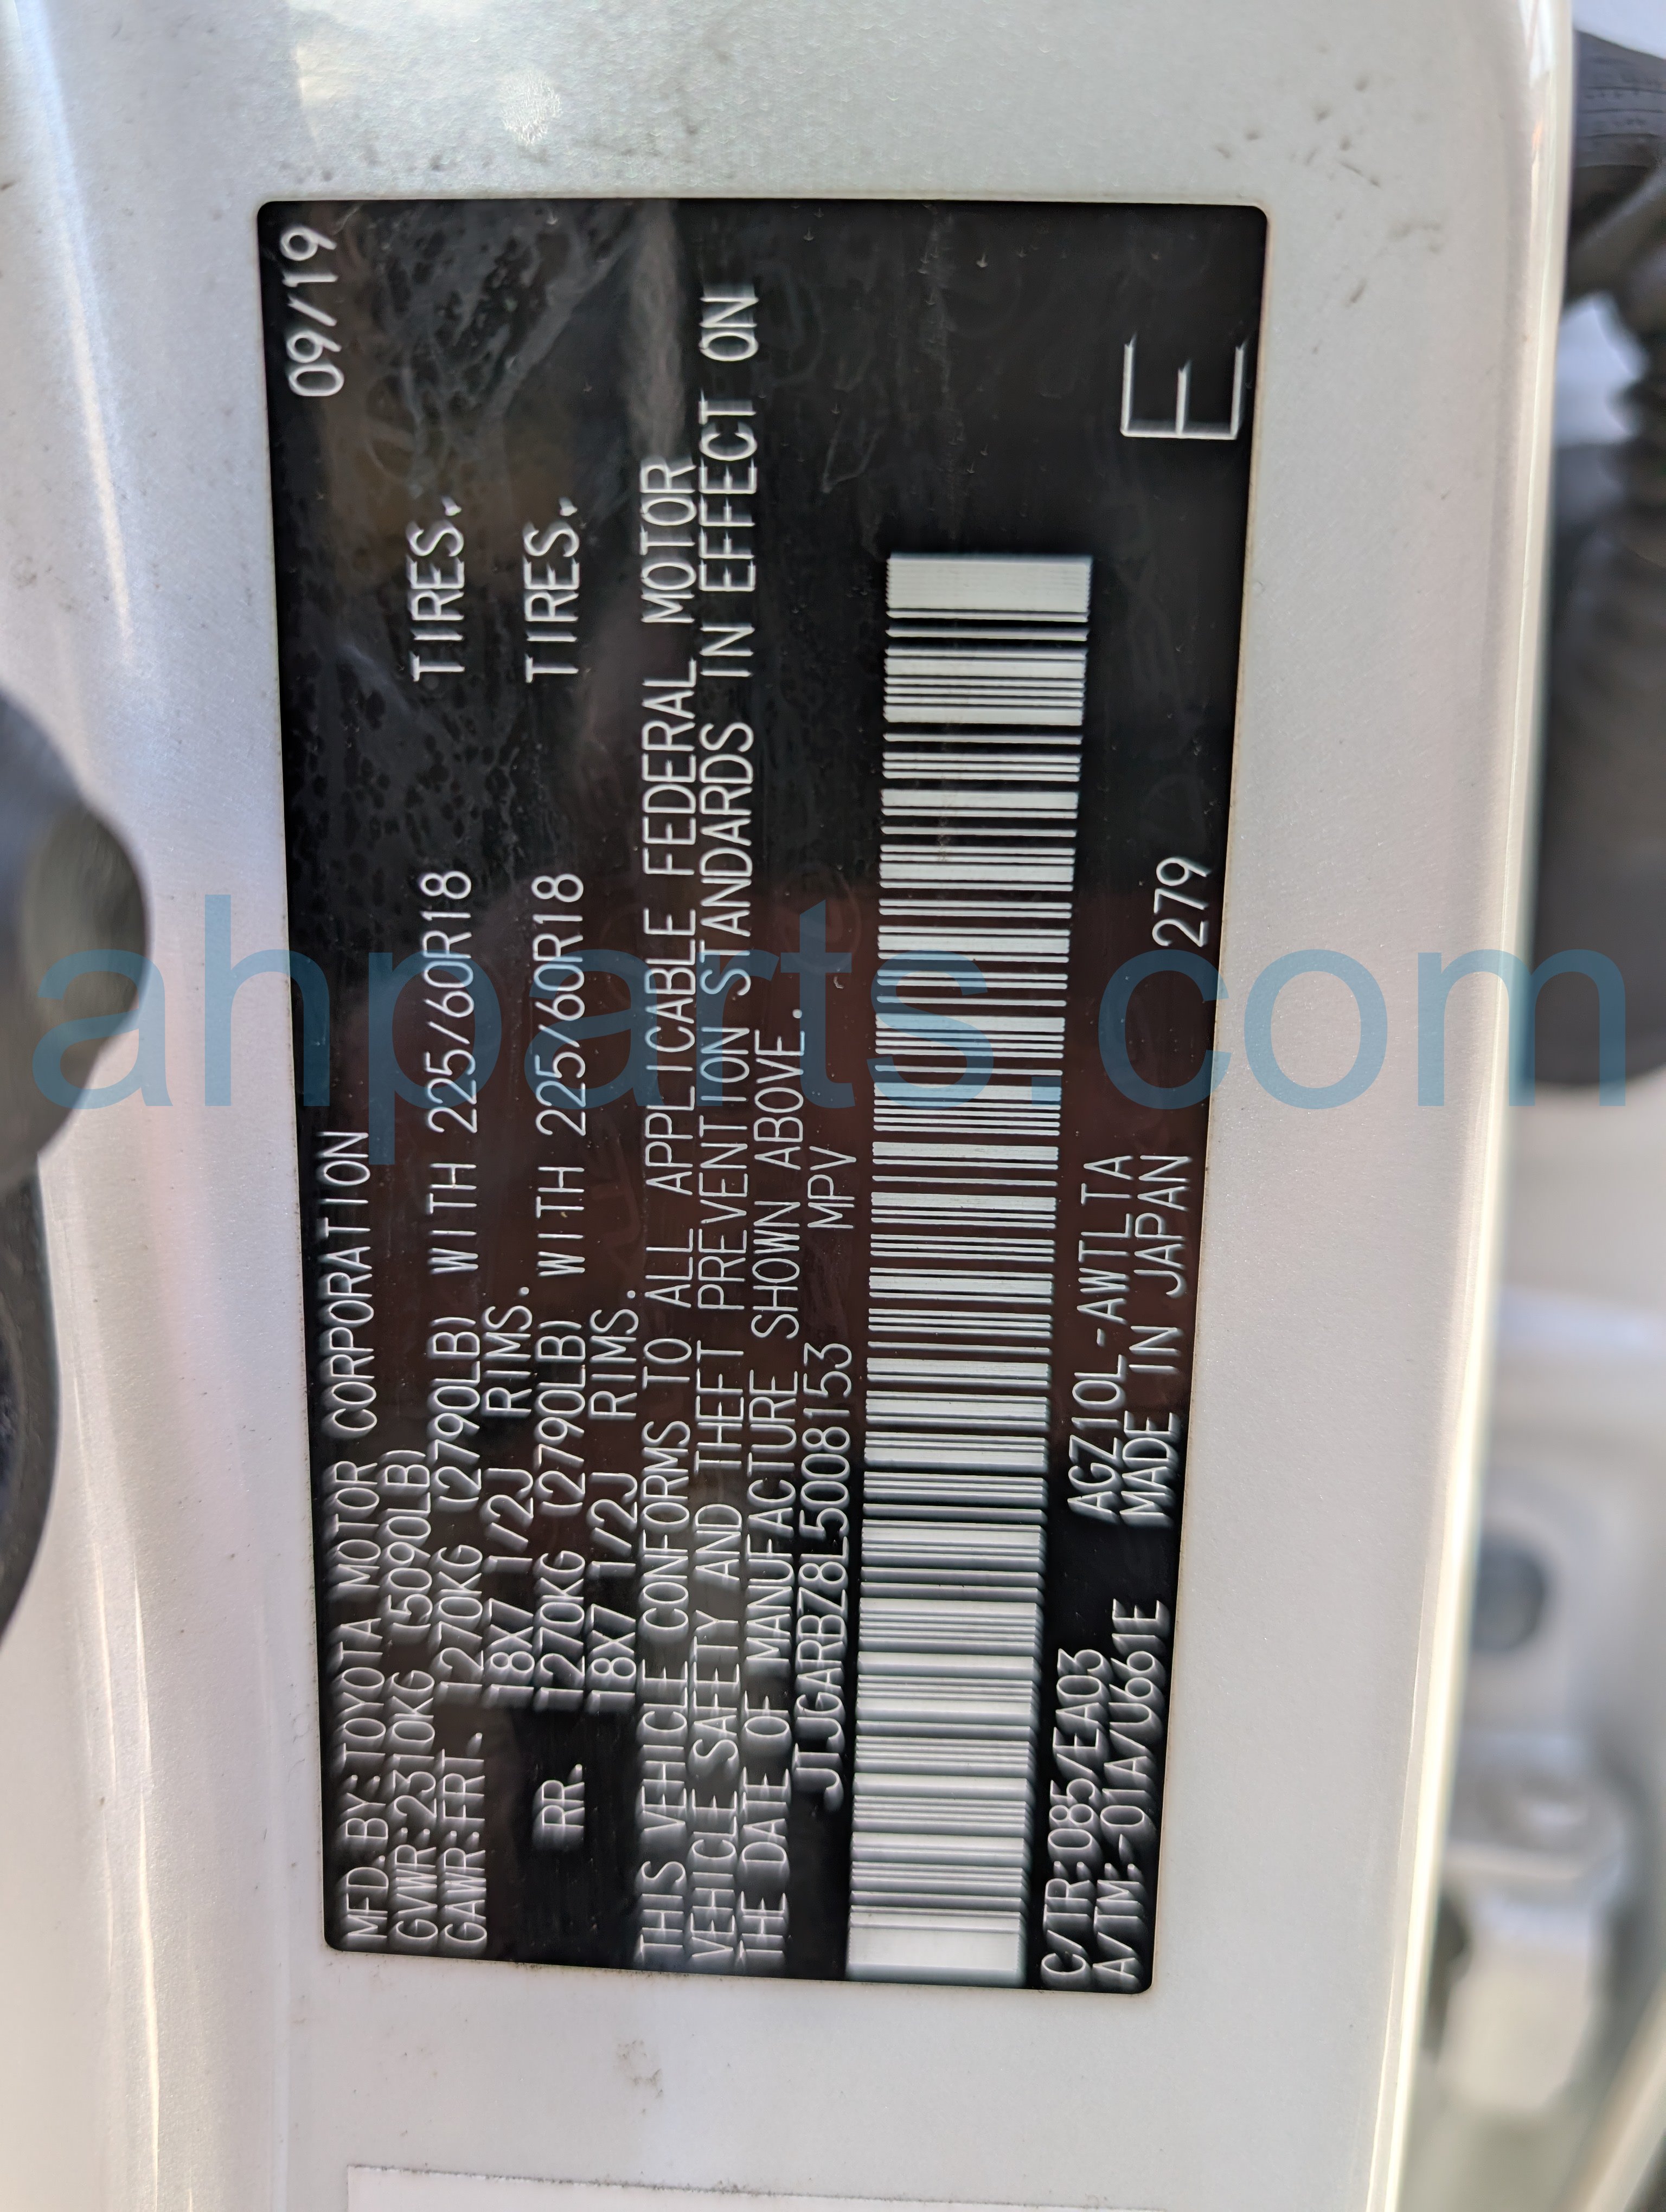 MFD.BY:TOYOTA MOTOR CORPORATION 09/19
GVWR:2310KG (5090LB)
GAWR:FRT. 1270KG (2790LB) WITH 225/60R18 TIRES.
18X7 1/2J RIMS.
RR. 1270KG (2790LB) WITH 225/60R18 TIRES.
18X7 1/2J RIMS.
THIS VEHICLE CONFORMS TO ALL APPLICABLE FEDERAL MOTOR
VEHICLE SAFETY AND THEFT PREVENTION STANDARDS IN EFFECT ON
THE DATE OF MANUFACTURE SHOWN ABOVE.
JTJGARBZ8L5008153 MPV
C/TR:085/EA03 AGZ10L-AWTLTA
A/TM:-01A/U661E MADE IN JAPAN 279
E
ahparts.com